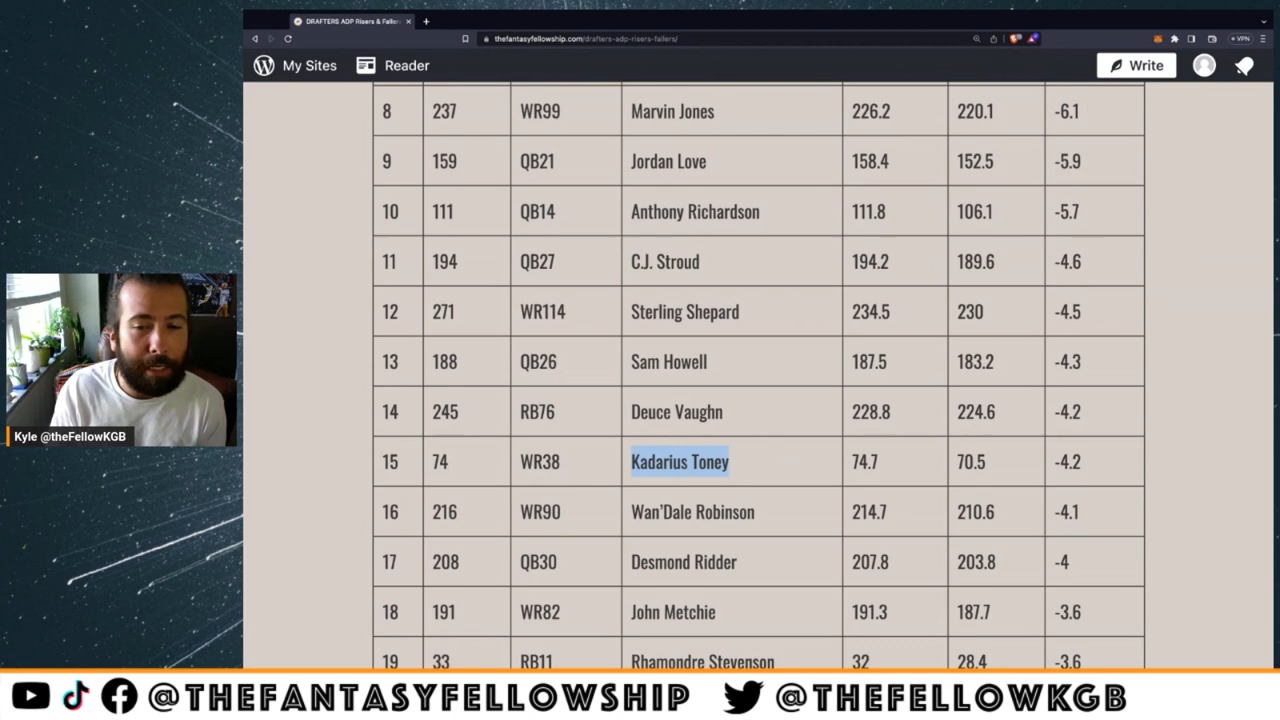 DRAFTERS ADP Risers & Faller
thefantasyfellowship.com/drafters-adp-risers-fallers/
VPN
My Sites Reader Write
8 237 WR99 Marvin Jones 226.2 220.1 -6.1
9 159 QB21 Jordan Love 158.4 152.5 -5.9
10 111 QB14 Anthony Richardson 111.8 106.1 -5.7
11 194 QB27 C.J. Stroud 194.2 189.6 -4.6
12 271 WR114 Sterling Shepard 234.5 230 -4.5
13 188 QB26 Sam Howell 187.5 183.2 -4.3
14 245 RB76 Deuce Vaughn 228.8 224.6 -4.2
15 74 WR38 Kadarius Toney 74.7 70.5 -4.2
16 216 WR90 Wan’Dale Robinson 214.7 210.6 -4.1
17 208 QB30 Desmond Ridder 207.8 203.8 -4
18 191 WR82 John Metchie 191.3 187.7 -3.6
19 33 RB11 Rhamondre Stevenson 32 28.4 -3.6
Kyle @theFellowKGB
@THEFANTASYFELLOWSHIP @THEFELLOWKGB